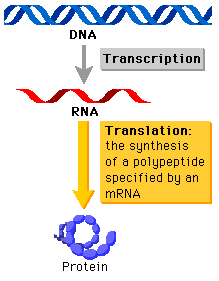 DNA
Transcription
RNA
Translation:
the synthesis
of a polypeptide
specified by an
mRNA
Protein